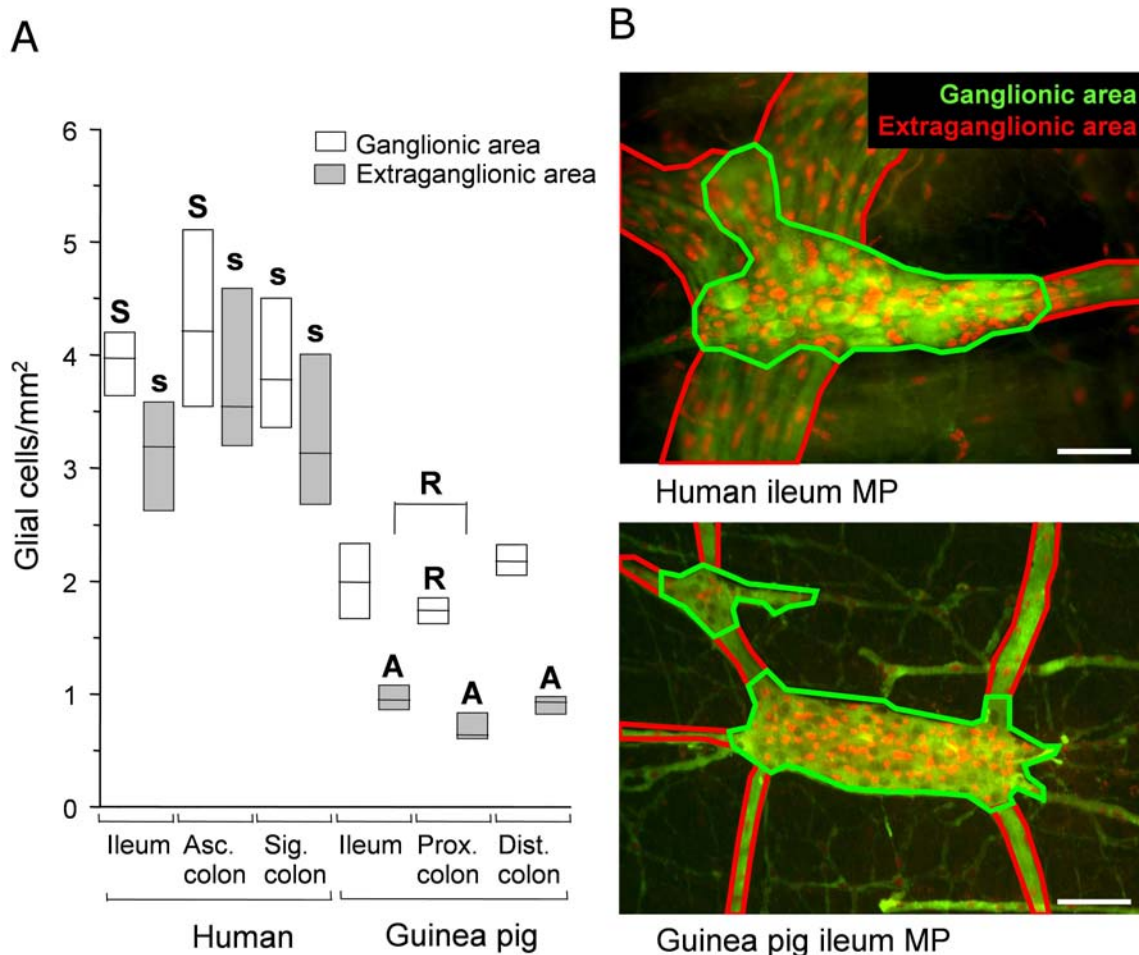 A
B
Glial cells/mm²
6
5
4
3
2
1
0
Ganglionic area
Extraganglionic area
S
s
S
s
s
s
R
R
A
A
A
Ileum
Asc.
colon
Sig.
colon
Ileum
Prox.
colon
Dist.
colon
Human
Guinea pig
Ganglionic area
Extraganglionic area
Human ileum MP
Guinea pig ileum MP